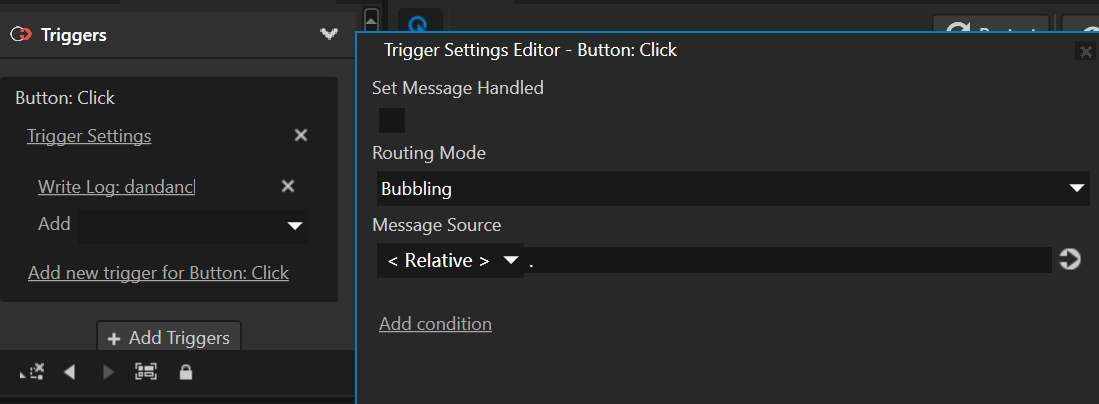 Triggers
Button: Click
Trigger Settings
Write Log: dandanc
Add
Add new trigger for Button: Click
+ Add Triggers
Trigger Settings Editor - Button: Click
Set Message Handled
Routing Mode
Bubbling
Message Source
< Relative > .
Add condition